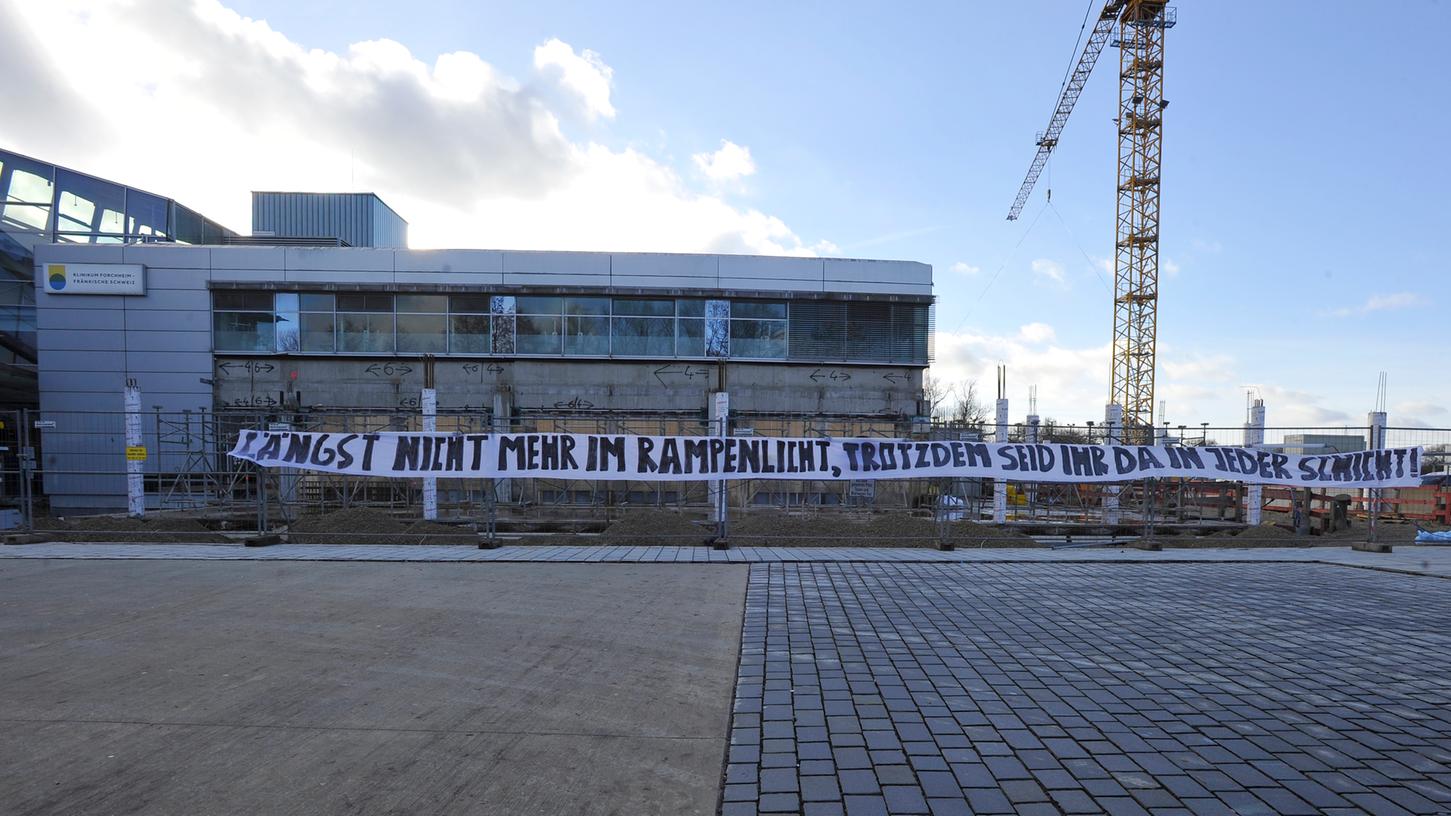 KLINIKUM FORCHHEIM -
FRÄNKISCHE SCHWEIZ
LÄNGST NICHT MEHR IM RAMPENLICHT, TROTZDEM SEID IHR DA IN JEDER SCHICHT!